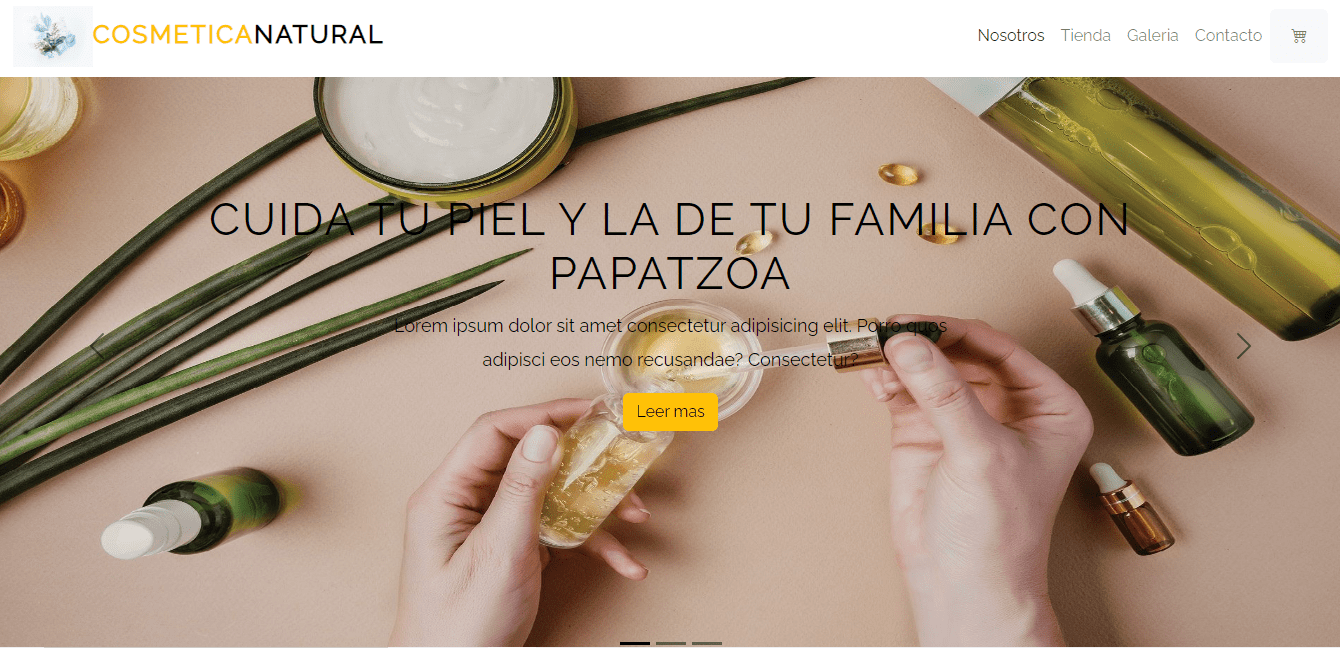 COSMETICANATURAL
Nosotros Tienda Galeria Contacto
CUIDA TU PIEL Y LA DE TU FAMILIA CON
PAPATZOA
Lorem ipsum dolor sit amet consectetur adipisicing elit. Porro quos
adipisci eos nemo recusandae? Consectetur?
Leer mas